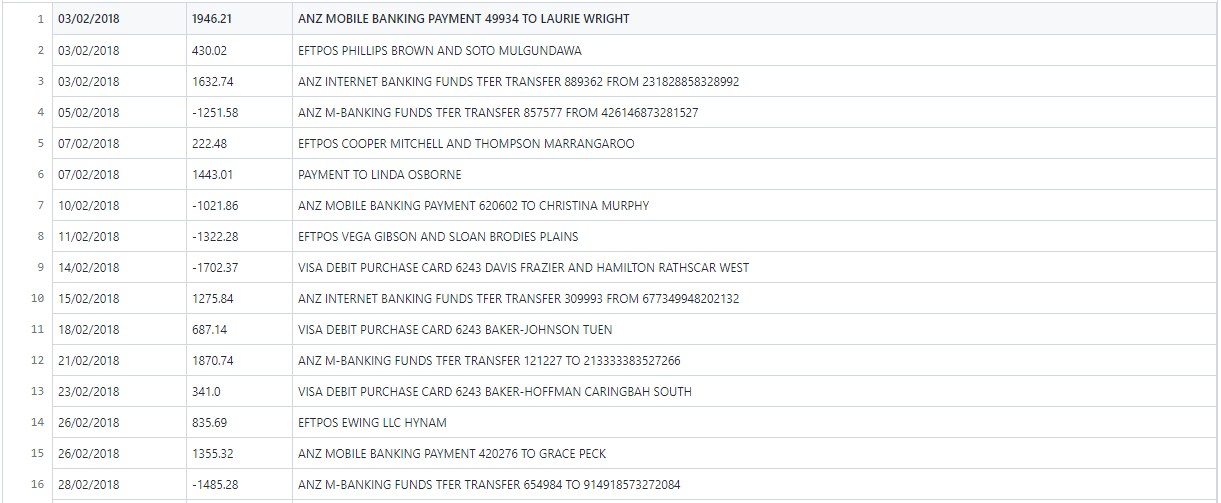 1 03/02/2018 1946.21 ANZ MOBILE BANKING PAYMENT 49934 TO LAURIE WRIGHT
2 03/02/2018 430.02 EFTPOS PHILLIPS BROWN AND SOTO MULGUNDAWA
3 03/02/2018 1632.74 ANZ INTERNET BANKING FUNDS TFER TRANSFER 889362 FROM 231828858328992
4 05/02/2018 -1251.58 ANZ M-BANKING FUNDS TFER TRANSFER 857577 FROM 426146873281527
5 07/02/2018 222.48 EFTPOS COOPER MITCHELL AND THOMPSON MARRANGAROO
6 07/02/2018 1443.01 PAYMENT TO LINDA OSBORNE
7 10/02/2018 -1021.86 ANZ MOBILE BANKING PAYMENT 620602 TO CHRISTINA MURPHY
8 11/02/2018 -1322.28 EFTPOS VEGA GIBSON AND SLOAN BRODIES PLAINS
9 14/02/2018 -1702.37 VISA DEBIT PURCHASE CARD 6243 DAVIS FRAZIER AND HAMILTON RATHSCAR WEST
10 15/02/2018 1275.84 ANZ INTERNET BANKING FUNDS TFER TRANSFER 309993 FROM 677349948202132
11 18/02/2018 687.14 VISA DEBIT PURCHASE CARD 6243 BAKER-JOHNSON TUEN
12 21/02/2018 1870.74 ANZ M-BANKING FUNDS TFER TRANSFER 121227 TO 213333383527266
13 23/02/2018 341.0 VISA DEBIT PURCHASE CARD 6243 BAKER-HOFFMAN CARINGBAH SOUTH
14 26/02/2018 835.69 EFTPOS EWING LLC HYNAM
15 26/02/2018 1355.32 ANZ MOBILE BANKING PAYMENT 420276 TO GRACE PECK
16 28/02/2018 -1485.28 ANZ M-BANKING FUNDS TFER TRANSFER 654984 TO 914918573272084